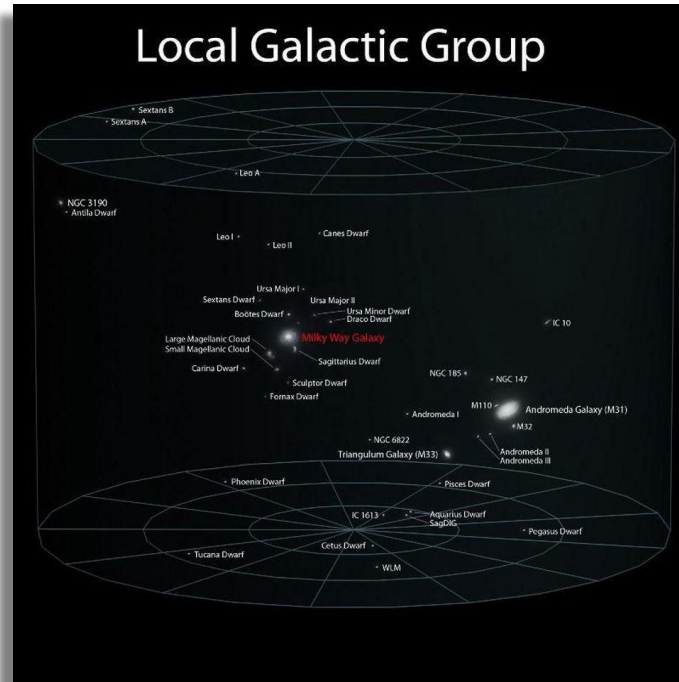 Local Galactic Group
Sextans B
Sextans A
Leo A
NGC 3190
Antila Dwarf
Leo I
Canes Dwarf
Leo II
Ursa Major I
Sextans Dwarf
Ursa Major II
Boötes Dwarf
Ursa Minor Dwarf
Draco Dwarf
IC 10
Large Magellanic Cloud
Milky Way Galaxy
Small Magellanic Cloud
Sagittarius Dwarf
Carina Dwarf
NGC 185
NGC 147
Sculptor Dwarf
Fornax Dwarf
M110
Andromeda Galaxy (M31)
Andromeda I
M32
NGC 6822
Triangulum Galaxy (M33)
Andromeda II
Andromeda III
Phoenix Dwarf
Pisces Dwarf
IC 1613
Aquarius Dwarf
SagDIG
Pegasus Dwarf
Cetus Dwarf
Tucana Dwarf
WLM